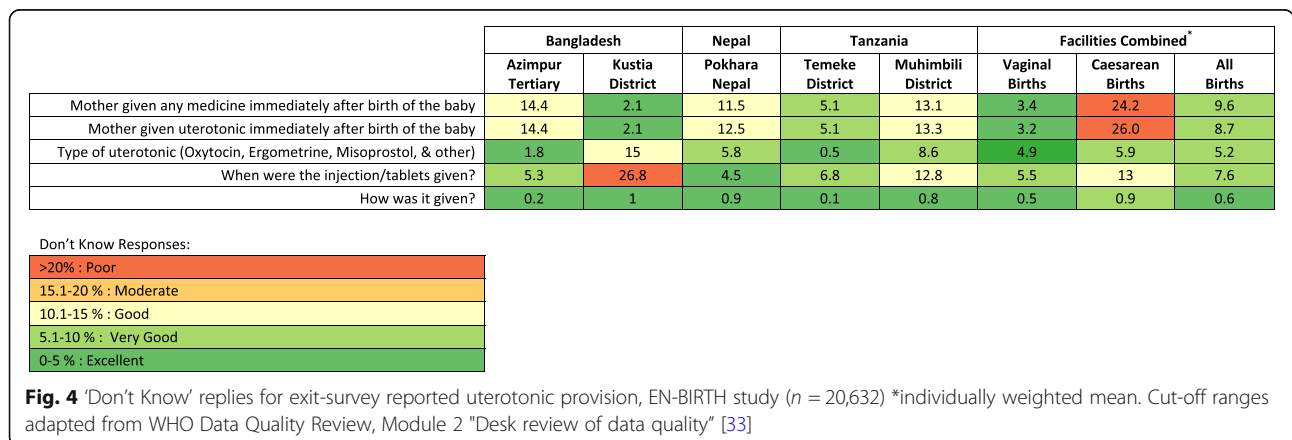 Bangladesh Nepal Tanzania Facilities Combined*
Azimpur Tertiary Kustia District Pokhara Nepal Temeke District Muhimbili District Vaginal Births Caesarean Births All Births
Mother given any medicine immediately after birth of the baby 14.4 2.1 11.5 5.1 13.1 3.4 24.2 9.6
Mother given uterotonic immediately after birth of the baby 14.4 2.1 12.5 5.1 13.3 3.2 26.0 8.7
Type of uterotonic (Oxytocin, Ergometrine, Misoprostol, & other) 1.8 15 5.8 0.5 8.6 4.9 5.9 5.2
When were the injection/tablets given? 5.3 26.8 4.5 6.8 12.8 5.5 13 7.6
How was it given? 0.2 1 0.9 0.1 0.8 0.5 0.9 0.6
Don't Know Responses:
>20% : Poor
15.1-20 % : Moderate
10.1-15 % : Good
5.1-10 % : Very Good
0-5 % : Excellent
Fig. 4 'Don't Know' replies for exit-survey reported uterotonic provision, EN-BIRTH study (n = 20,632) *individually weighted mean. Cut-off ranges
adapted from WHO Data Quality Review, Module 2 "Desk review of data quality" [33]